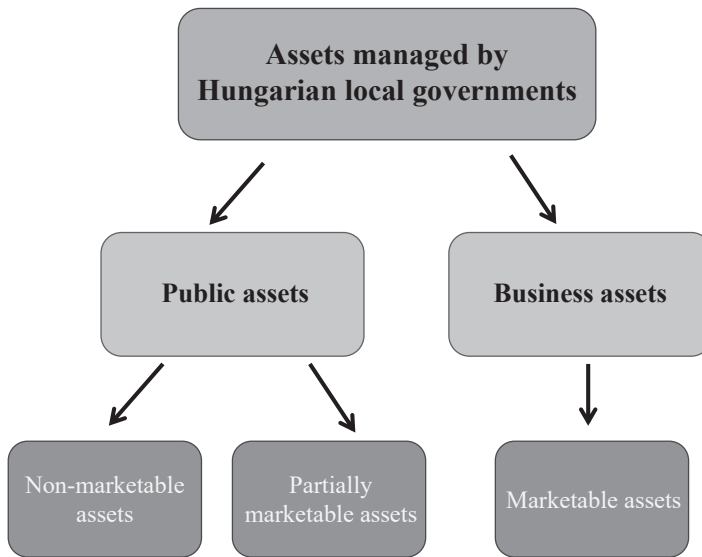 Assets managed by
Hungarian local governments
Public assets
Business assets
Non-marketable
assets
Partially
marketable assets
Marketable assets